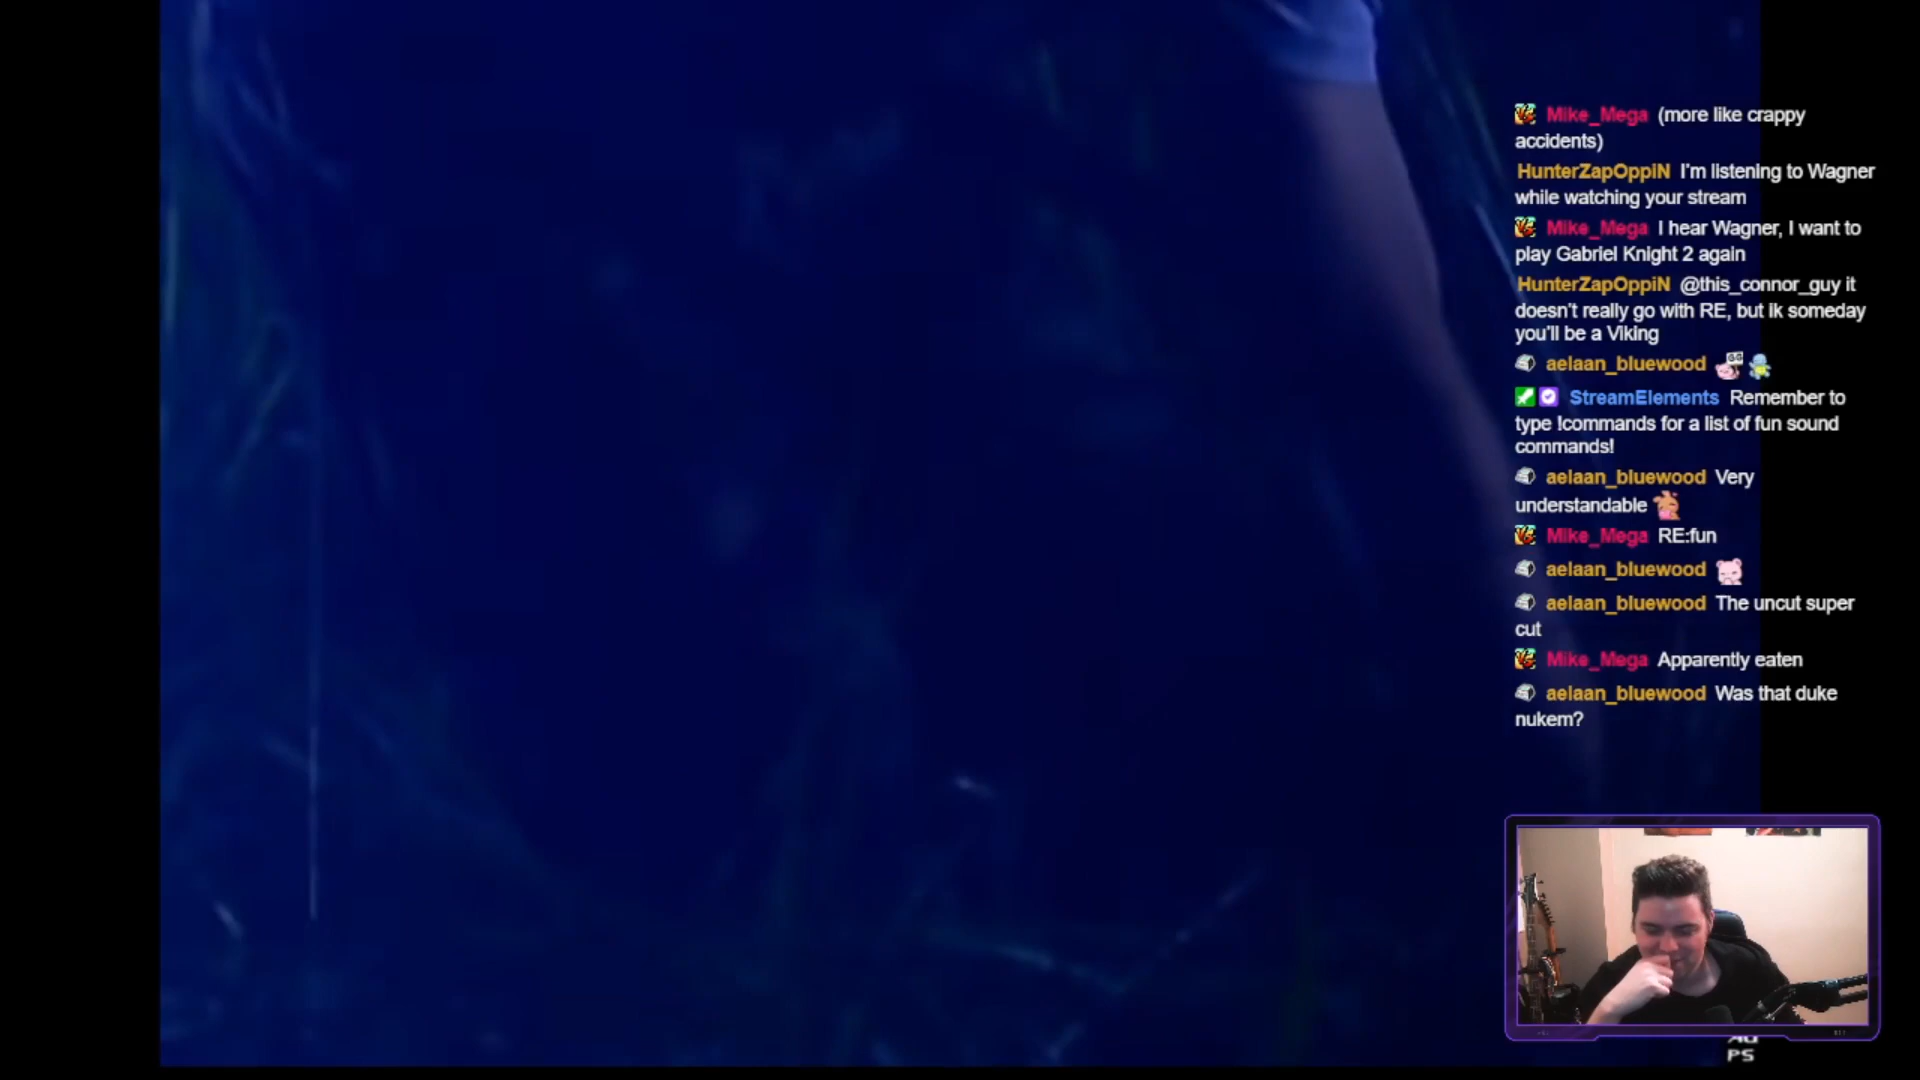 Mike_Mega (more like crappy
accidents)
HunterZapOppiN I'm listening to Wagner
while watching your stream
Mike_Mega I hear Wagner, I want to
play Gabriel Knight 2 again
HunterZapOppiN @this_connor_guy it
doesn't really go with RE, but ik someday
you'll be a Viking
aelaan_bluewood
StreamElements Remember to
type !commands for a list of fun sound
commands!
aelaan_bluewood Very
understandable
Mike_Mega RE:fun
aelaan_bluewood
aelaan_bluewood The uncut super
cut
Mike_Mega Apparently eaten
aelaan_bluewood Was that duke
nukem?
PS